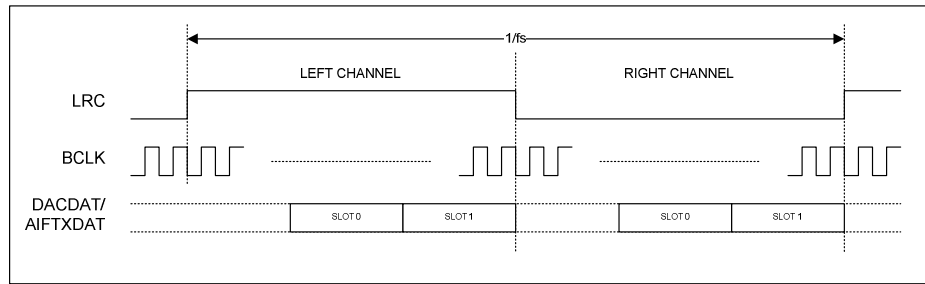 1/fs
LEFT CHANNEL RIGHT CHANNEL
LRC
BCLK
DACDAT/
AIFTXDAT
SLOT 0 SLOT 1 SLOT 0 SLOT 1